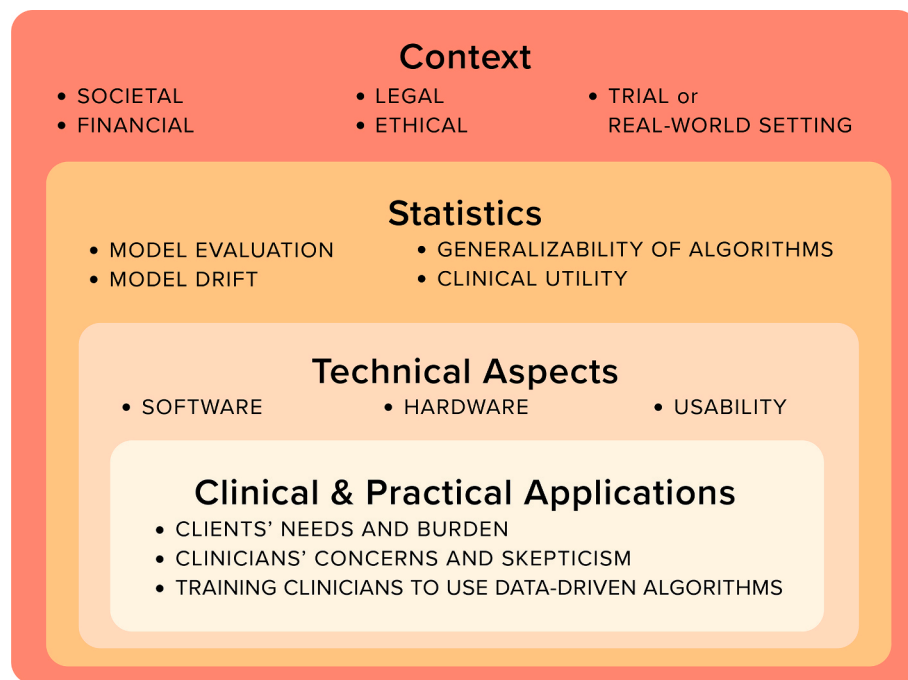 Context
• SOCIETAL
• FINANCIAL
• LEGAL
• ETHICAL
• TRIAL or
REAL-WORLD SETTING
Statistics
• MODEL EVALUATION
• MODEL DRIFT
• GENERALIZABILITY OF ALGORITHMS
• CLINICAL UTILITY
Technical Aspects
• SOFTWARE
• HARDWARE
• USABILITY
Clinical & Practical Applications
• CLIENTS’ NEEDS AND BURDEN
• CLINICIANS’ CONCERNS AND SKEPTICISM
• TRAINING CLINICIANS TO USE DATA-DRIVEN ALGORITHMS